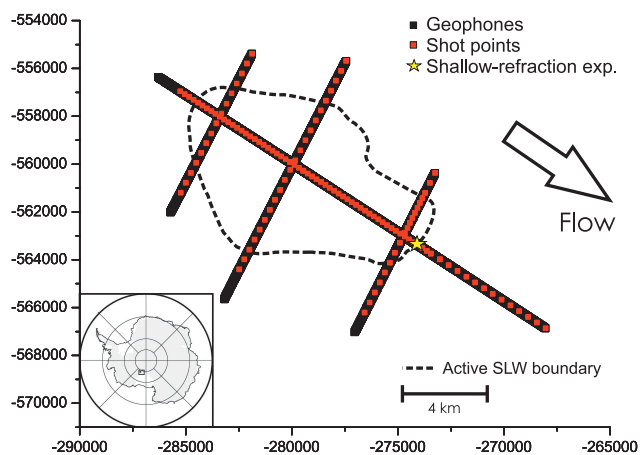 -554000
-556000
-558000
-560000
-562000
-564000
-566000
-568000
-570000
Geophones
Shot points
Shallow-refraction exp.
Flow
Active SLW boundary
4 km
-290000 -285000 -280000 -275000 -270000 -265000